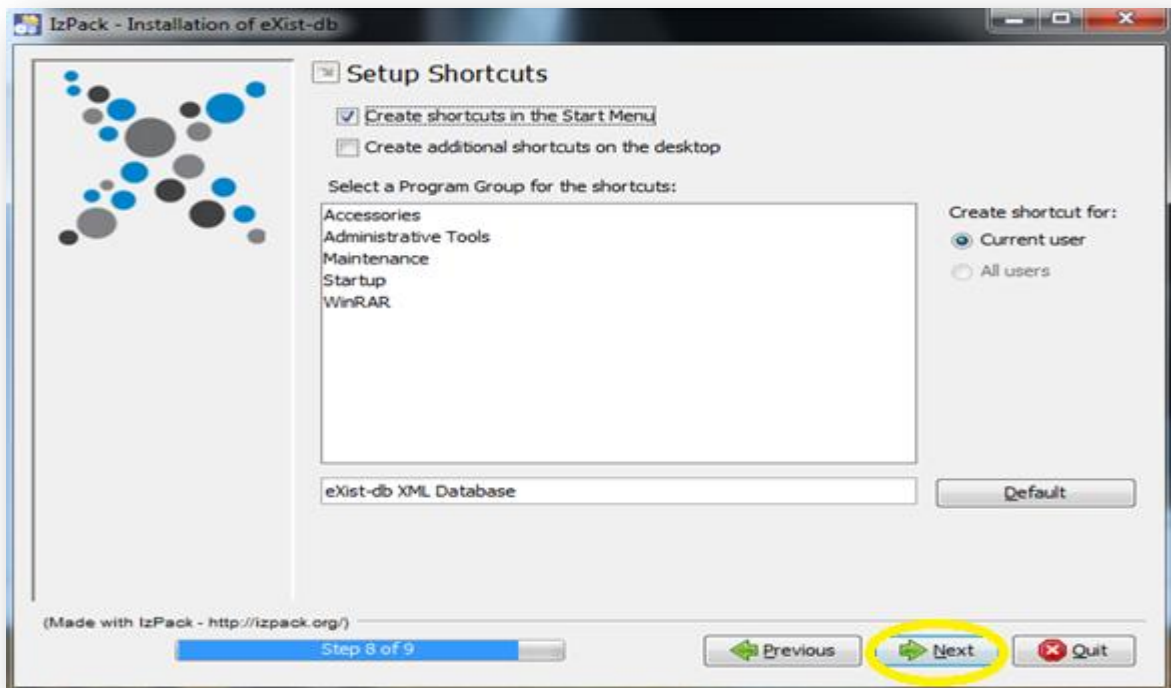 IzPack - Installation of eXist-db
Setup Shortcuts
Create shortcuts in the Start Menu
Create additional shortcuts on the desktop
Select a Program Group for the shortcuts:
Accessories
Administrative Tools
Maintenance
Startup
WinRAR
Create shortcut for:
Current user
All users
eXist-db XML Database
Default
(Made with IzPack - http://izpack.org/)
Step 8 of 9
Previous
Next
Quit